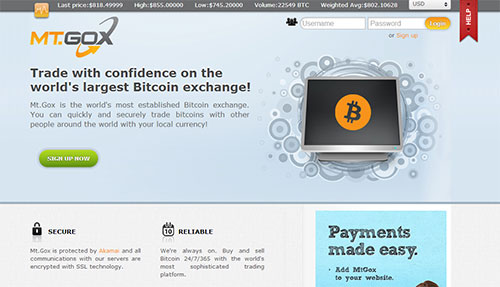 Last price:$818.49999 High:$855.00000 Low:$745.20000 Volume:22549 BTC Weighted Avg:$802.10628 USD
HELP
Username Password Login
or Sign up
MT.GOX
Trade with confidence on the
world's largest Bitcoin exchange!
Mt.Gox is the world's most established Bitcoin exchange.
You can quickly and securely trade bitcoins with other
people around the world with your local currency!
SIGN UP NOW
SECURE
Mt.Gox is protected by Akamai and all
communications with our servers are
encrypted with SSL technology.
10
RELIABLE
We're always on. Buy and sell
Bitcoin 24/7/365 with the world's
most sophisticated trading
platform.
Payments
made easy.
• Add MtGox
to your website.